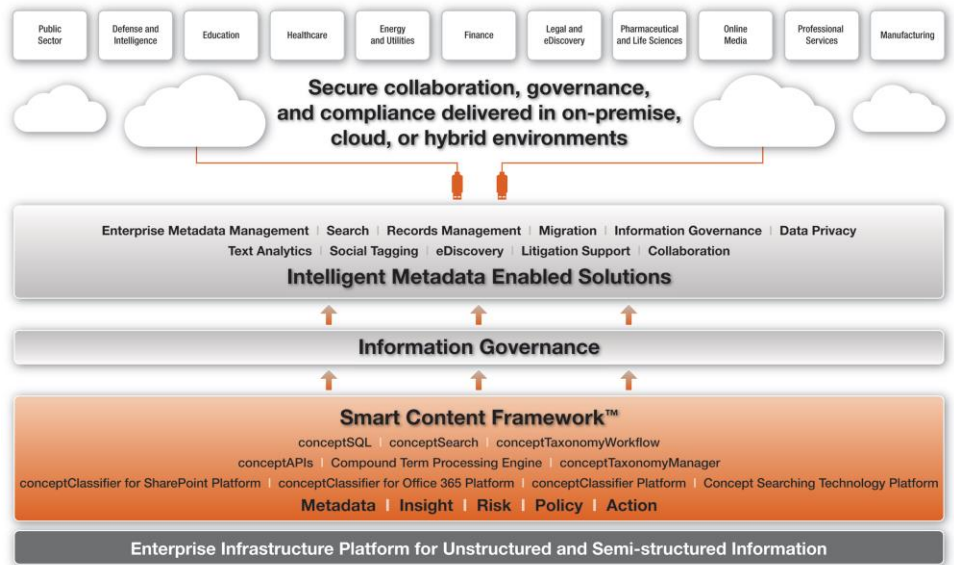 Public
Sector
Defense and
Intelligence
Education
Healthcare
Energy
and Utilities
Finance
Legal and
eDiscovery
Pharmaceutical
and Life Sciences
Online
Media
Professional
Services
Manufacturing
Secure collaboration, governance,
and compliance delivered in on-premise,
cloud, or hybrid environments
Enterprise Metadata Management | Search | Records Management | Migration | Information Governance | Data Privacy
Text Analytics | Social Tagging | eDiscovery | Litigation Support | Collaboration
Intelligent Metadata Enabled Solutions
Information Governance
Smart Content Framework™
conceptSQL | conceptSearch | conceptTaxonomyWorkflow
conceptAPIs | Compound Term Processing Engine | conceptTaxonomyManager
conceptClassifier for SharePoint Platform | conceptClassifier for Office 365 Platform | conceptClassifier Platform | Concept Searching Technology Platform
Metadata | Insight | Risk | Policy | Action
Enterprise Infrastructure Platform for Unstructured and Semi-structured Information